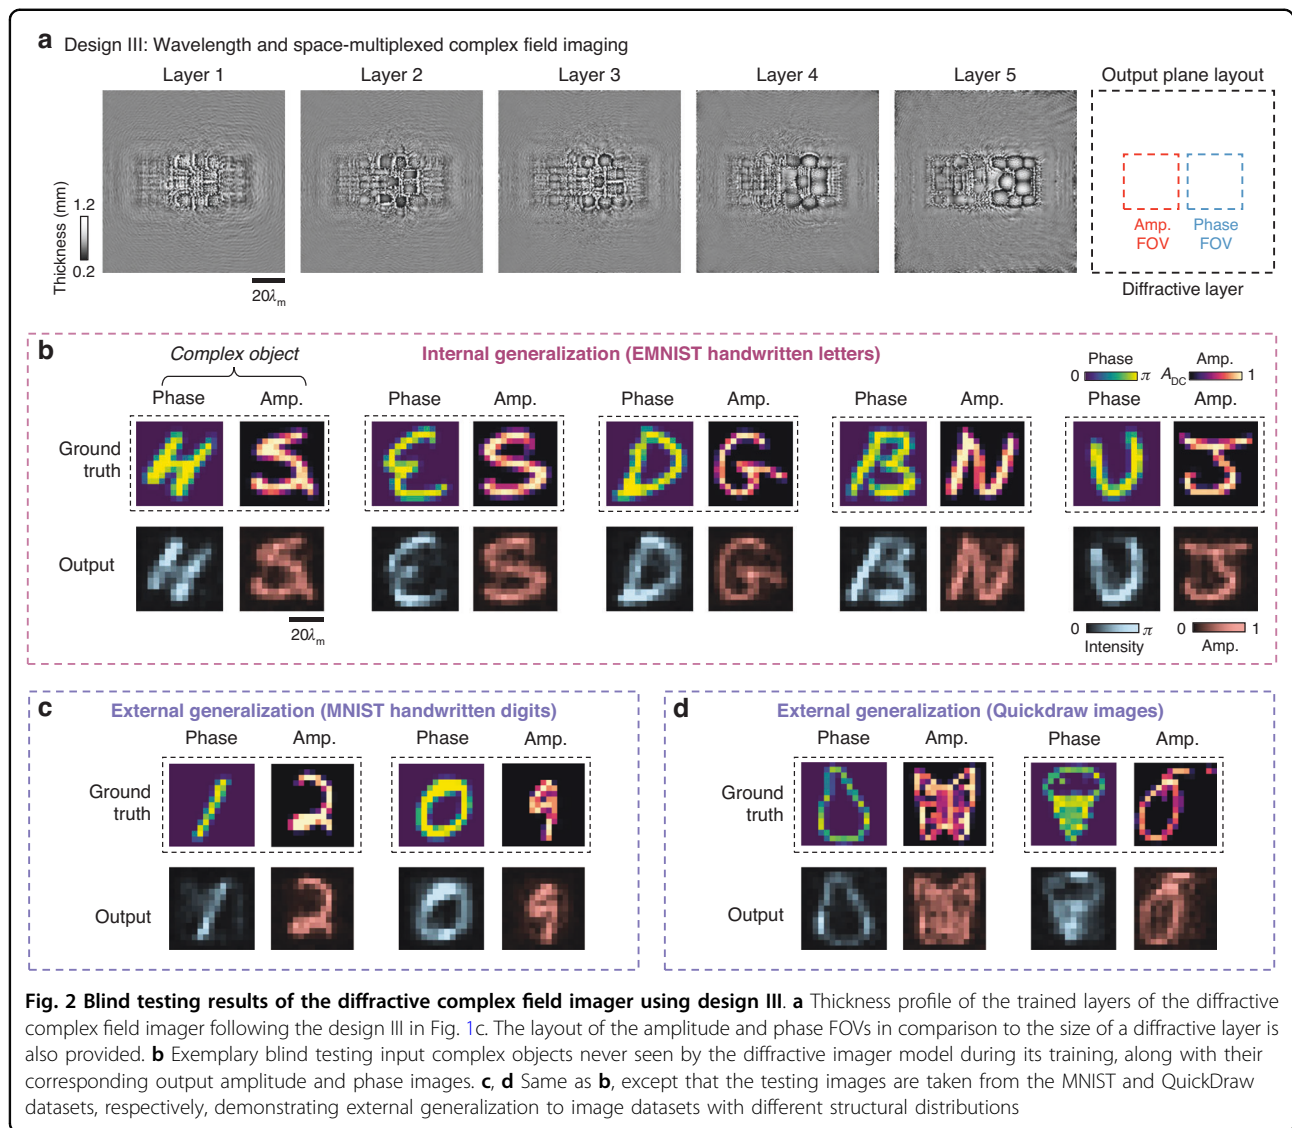 a Design III: Wavelength and space-multiplexed complex field imaging
Layer 1 Layer 2 Layer 3 Layer 4 Layer 5 Output plane layout
Thickness (mm)
1.2
0.2
20λm
Amp. FOV
Phase FOV
Diffractive layer
b Complex object Internal generalization (EMNIST handwritten letters)
Phase Amp.
0 π ADC 1
Phase Amp. Phase Amp. Phase Amp. Phase Amp. Phase Amp.
Ground truth
Output
20λm
0 π 0 1
Intensity Amp.
c External generalization (MNIST handwritten digits)
Phase Amp. Phase Amp.
Ground truth
Output
d External generalization (Quickdraw images)
Phase Amp. Phase Amp.
Ground truth
Output
Fig. 2 Blind testing results of the diffractive complex field imager using design III. a Thickness profile of the trained layers of the diffractive
complex field imager following the design III in Fig. 1c. The layout of the amplitude and phase FOVs in comparison to the size of a diffractive layer is
also provided. b Exemplary blind testing input complex objects never seen by the diffractive imager model during its training, along with their
corresponding output amplitude and phase images. c, d Same as b, except that the testing images are taken from the MNIST and QuickDraw
datasets, respectively, demonstrating external generalization to image datasets with different structural distributions